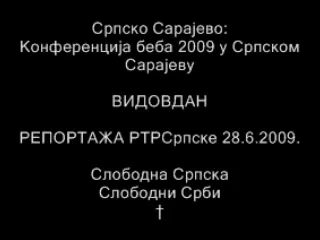 Српско Сарајево:
Конференција беба 2009 у Српском
Сарајеву
ВИДОВДАН
РЕПОРТАЖА РТРСрпске 28.6.2009.
Слободна Српска
Слободни Срби
†